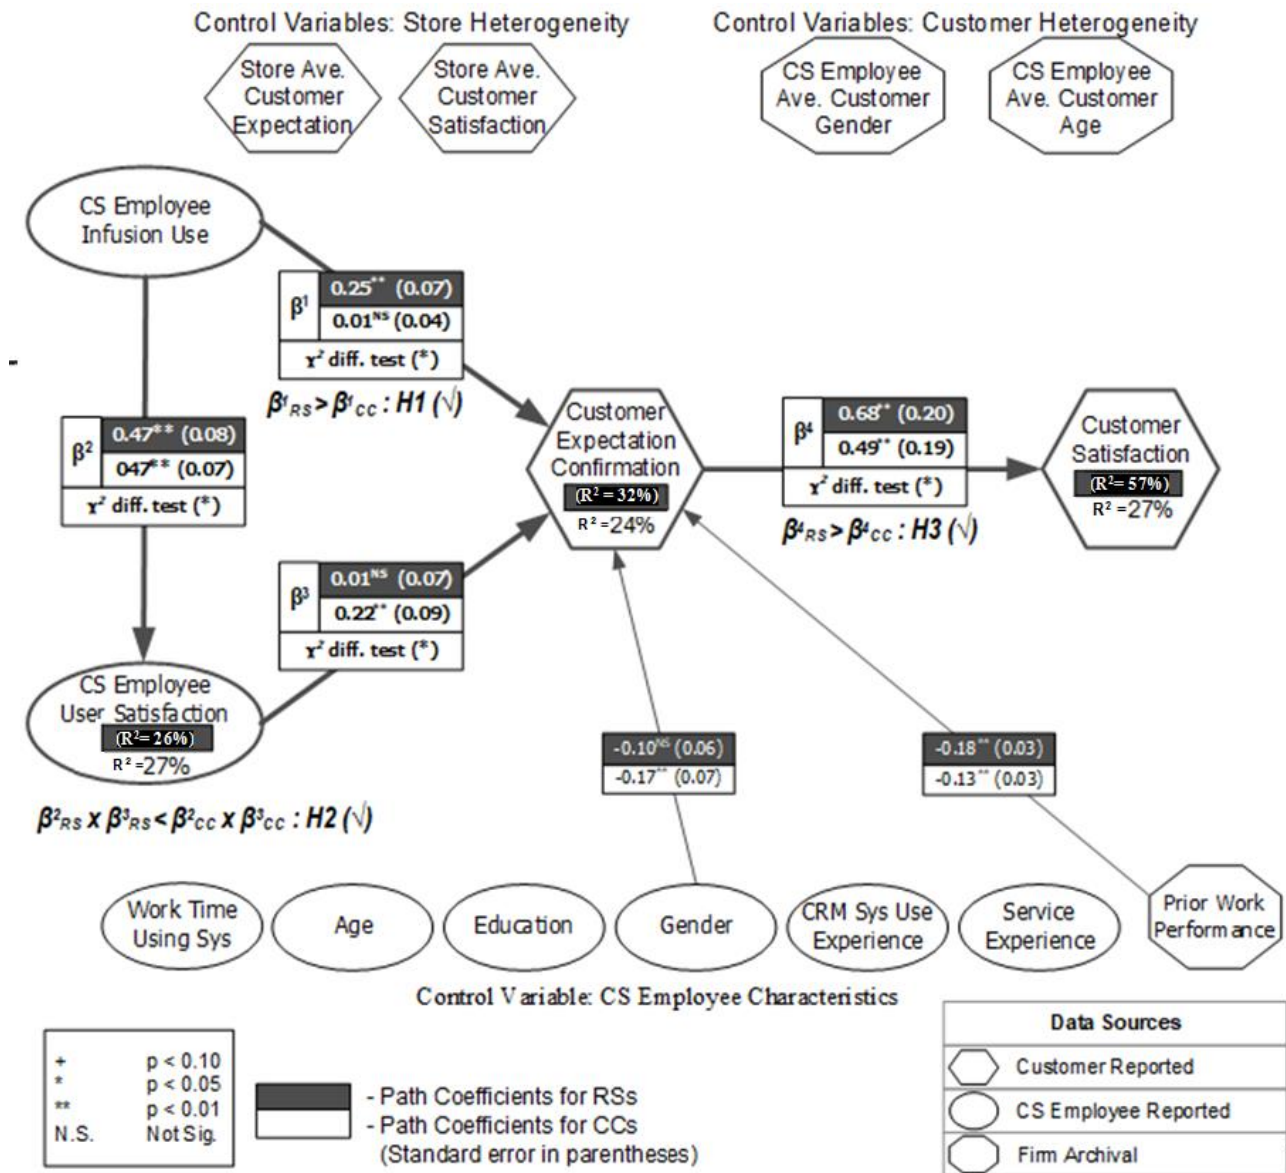 Control Variables: Store Heterogeneity
Control Variables: Customer Heterogeneity
Store Ave.
Customer
Expectation
Store Ave.
Customer
Satisfaction
CS Employee
Ave. Customer
Gender
CS Employee
Ave. Customer
Age
CS Employee
Infusion Use
β¹
0.25** (0.07)
0.01NS (0.04)
χ² diff. test (*)
β¹RS > β¹CC : H1 (√)
β²
0.47** (0.08)
047** (0.07)
χ² diff. test (*)
Customer
Expectation
Confirmation
(R² = 32%)
R² =24%
β⁴
0.68** (0.20)
0.49** (0.19)
χ² diff. test (*)
β⁴RS > β⁴CC : H3 (√)
Customer
Satisfaction
(R²= 57%)
R² =27%
β³
0.01NS (0.07)
0.22** (0.09)
χ² diff. test (*)
CS Employee
User Satisfaction
(R²= 26%)
R² =27%
β²RS x β³RS < β²CC x β³CC : H2 (√)
-0.10NS (0.06)
-0.17** (0.07)
-0.18** (0.03)
-0.13** (0.03)
Work Time
Using Sys
Age
Education
Gender
CRM Sys Use
Experience
Service
Experience
Prior Work
Performance
Control Variable: CS Employee Characteristics
+ p < 0.10
* p < 0.05
** p < 0.01
N.S. Not Sig.
- Path Coefficients for RSs
- Path Coefficients for CCs
(Standard error in parentheses)
Data Sources
Customer Reported
CS Employee Reported
Firm Archival